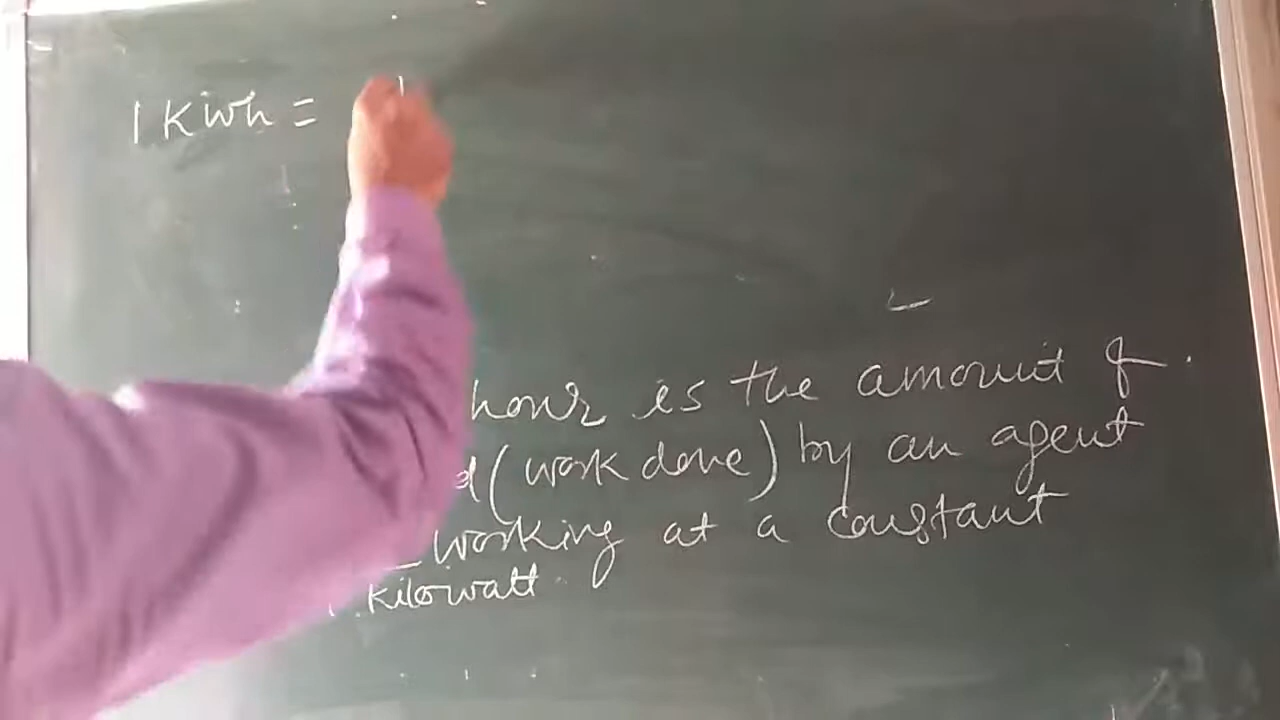 1 Kwh =
hour is the amount of
(work done) by an agent
working at a constant
kilowatt